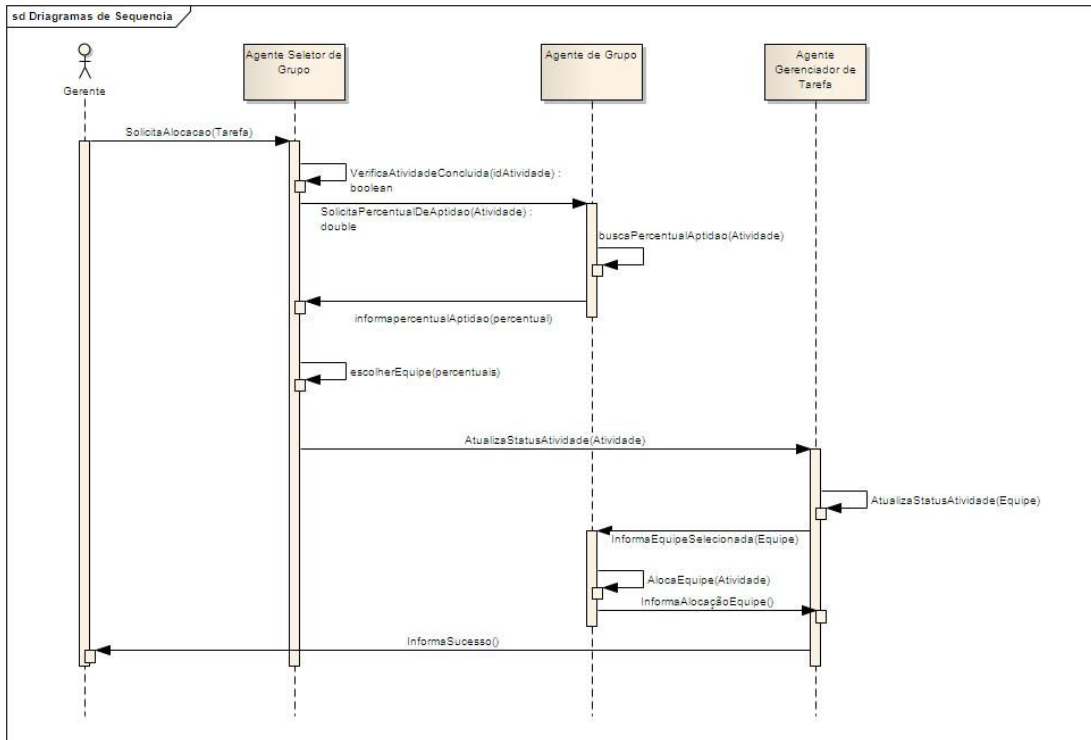 sd Driagramas de Sequencia
Gerente
Agente Seletor de
Grupo
Agente de Grupo
Agente
Gerenciador de
Tarefa
SolicitaAlocacao(Tarefa)
VerificaAtividadeConcluida(idAtividade) :
boolean
SolicitaPercentualDeAptidao(Atividade) :
double
buscaPercentualAptidao(Atividade)
informapercentualAptidao(percentual)
escolherEquipe(percentuais)
AtualizaStatusAtividade(Atividade)
AtualizaStatusAtividade(Equipe)
InformaEquipeSelecionada(Equipe)
AlocaEquipe(Atividade)
InformaAlocaçãoEquipe()
InformaSucesso()